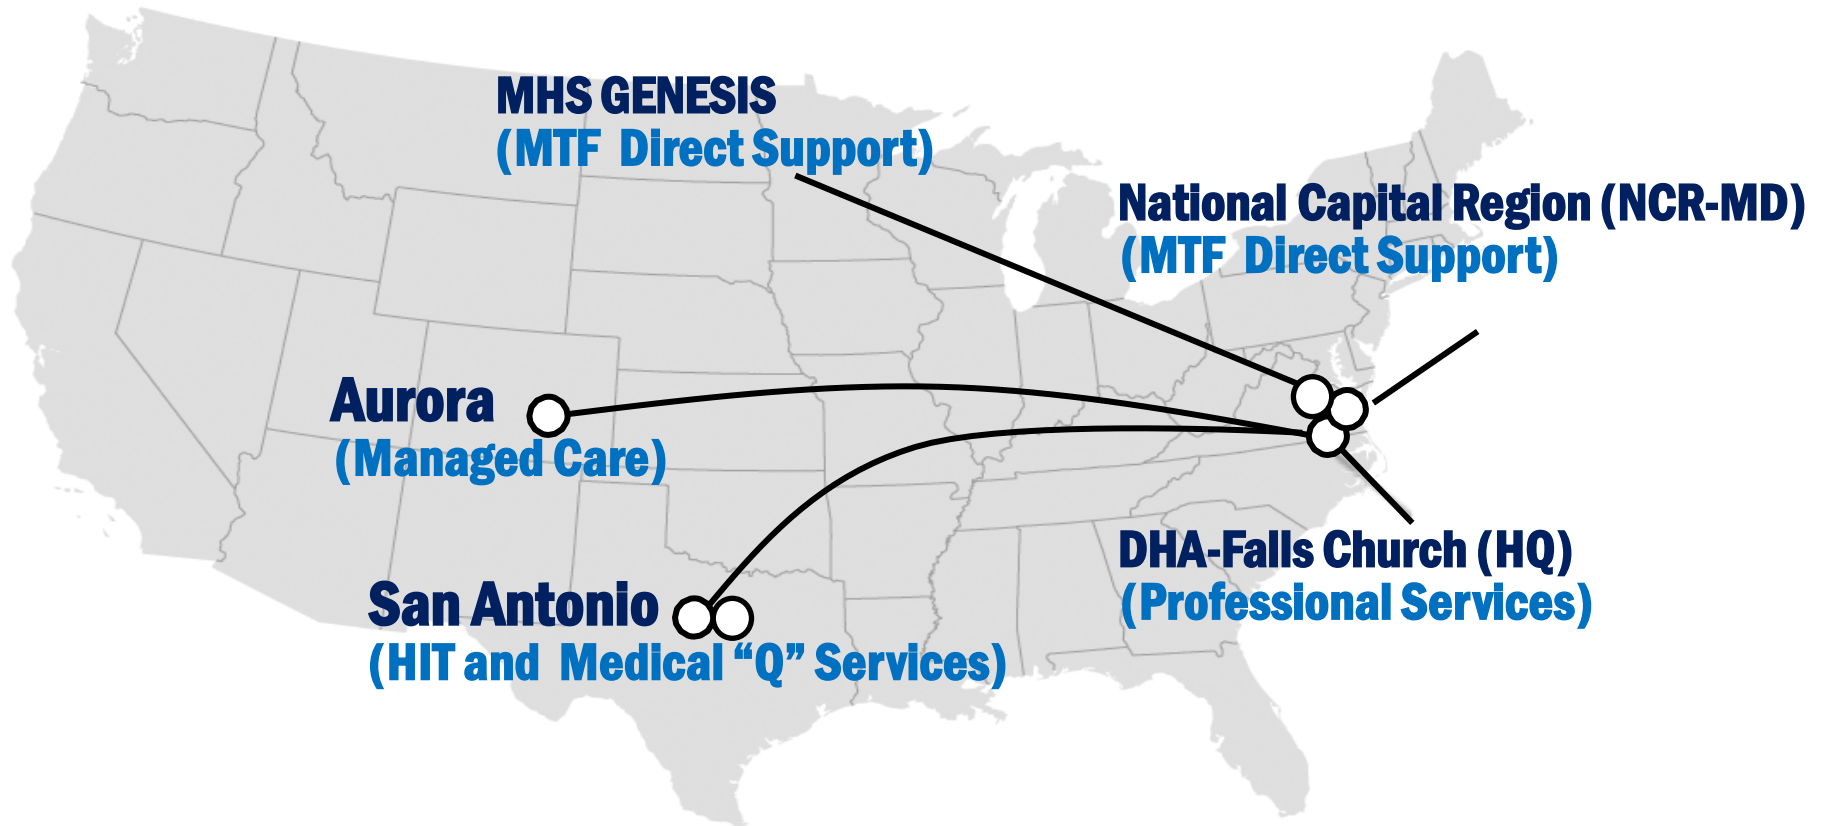 MHS GENESIS
(MTF Direct Support)
National Capital Region (NCR-MD)
(MTF Direct Support)
Aurora
(Managed Care)
DHA-Falls Church (HQ)
(Professional Services)
San Antonio
(HIT and Medical “Q” Services)